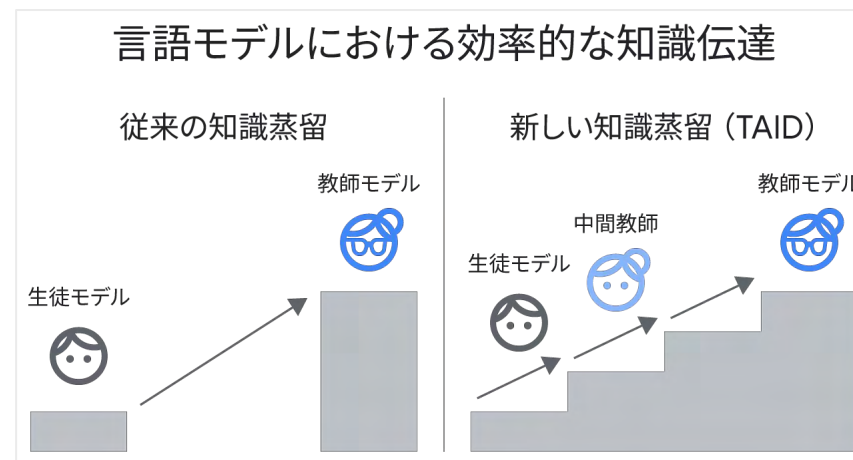 言語モデルにおける効率的な知識伝達
従来の知識蒸留
教師モデル
生徒モデル
新しい知識蒸留（TAID）
教師モデル
中間教師
生徒モデル